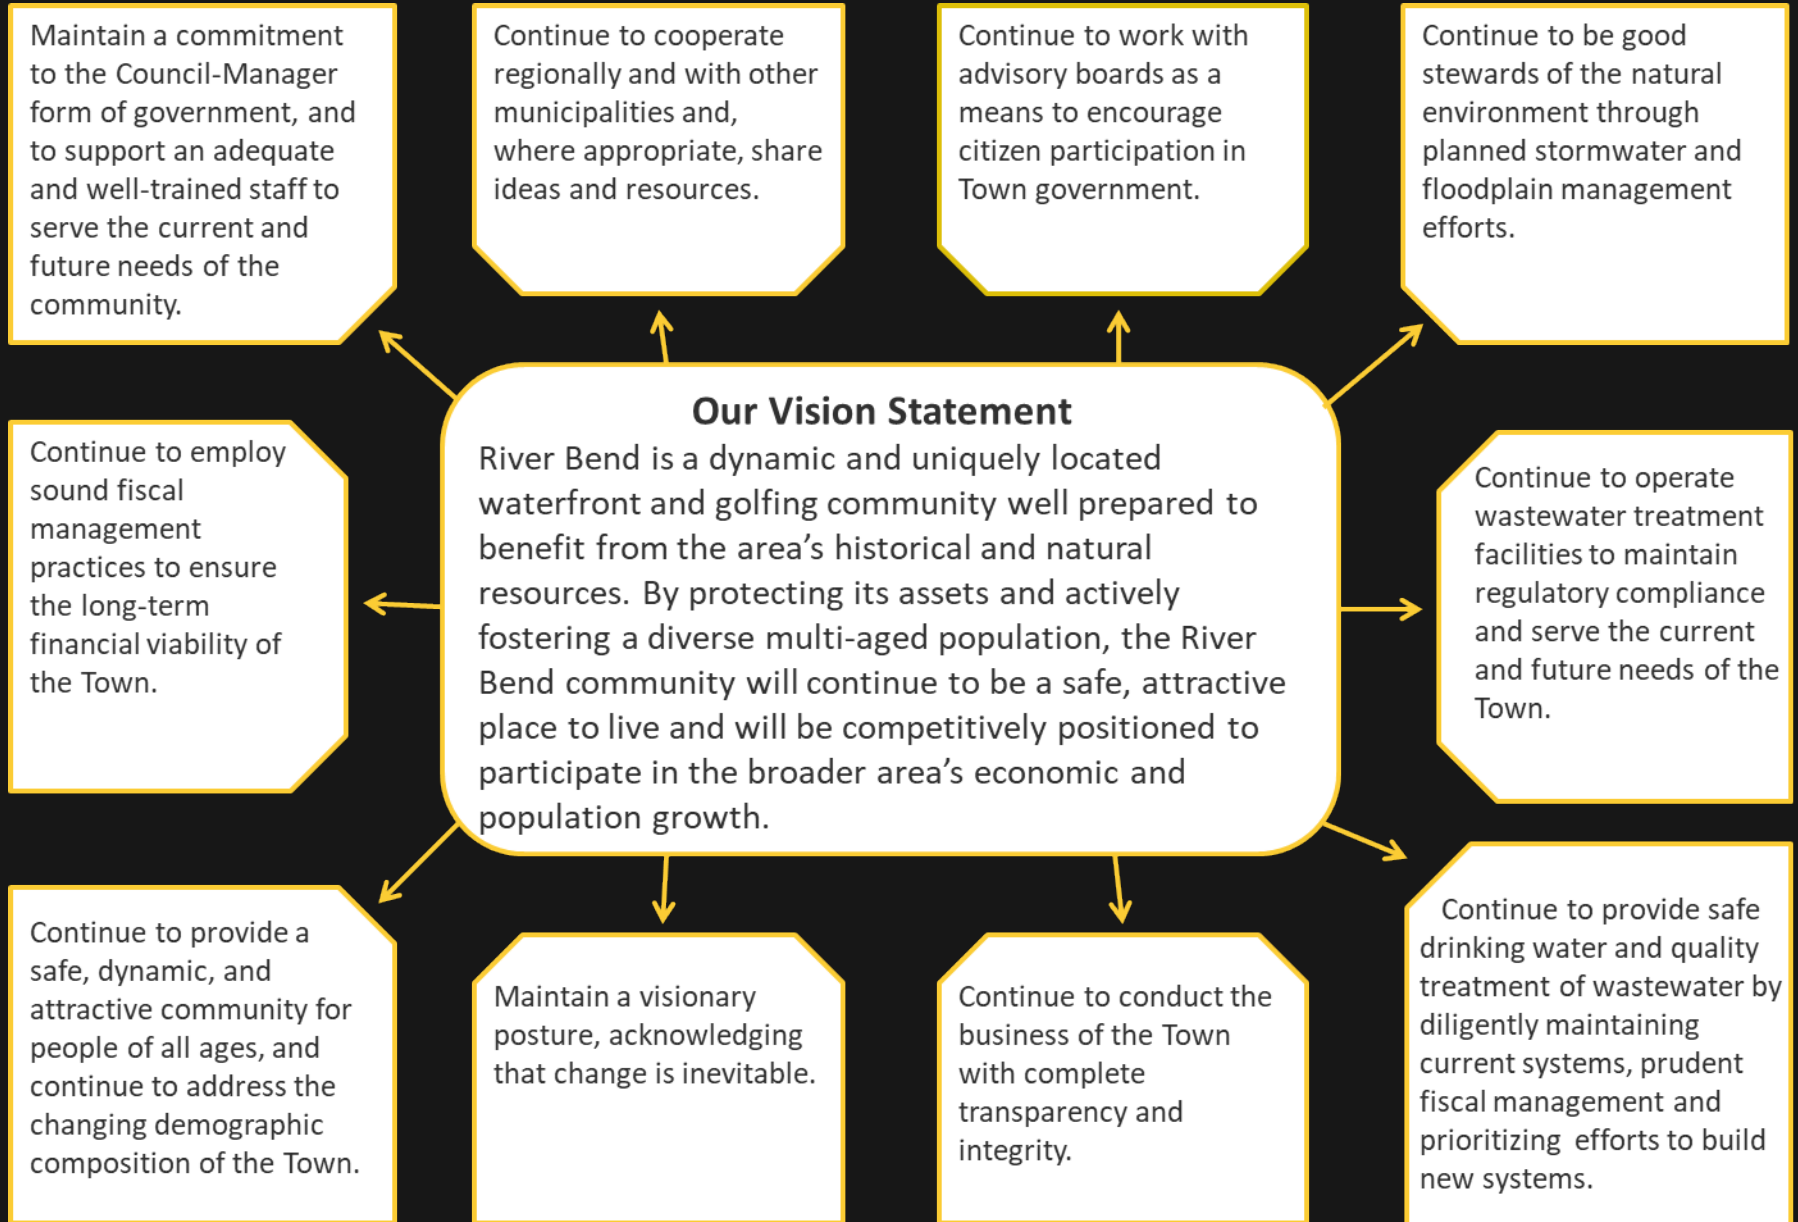 Maintain a commitment
to the Council-Manager
form of government, and
to support an adequate
and well-trained staff to
serve the current and
future needs of the
community.
Continue to cooperate
regionally and with other
municipalities and,
where appropriate, share
ideas and resources.
Continue to work with
advisory boards as a
means to encourage
citizen participation in
Town government.
Continue to be good
stewards of the natural
environment through
planned stormwater and
floodplain management
efforts.
Continue to employ
sound fiscal
management
practices to ensure
the long-term
financial viability of
the Town.
Our Vision Statement
River Bend is a dynamic and uniquely located
waterfront and golfing community well prepared to
benefit from the area’s historical and natural
resources. By protecting its assets and actively
fostering a diverse multi-aged population, the River
Bend community will continue to be a safe, attractive
place to live and will be competitively positioned to
participate in the broader area’s economic and
population growth.
Continue to operate
wastewater treatment
facilities to maintain
regulatory compliance
and serve the current
and future needs of the
Town.
Continue to provide a
safe, dynamic, and
attractive community for
people of all ages, and
continue to address the
changing demographic
composition of the Town.
Maintain a visionary
posture, acknowledging
that change is inevitable.
Continue to conduct the
business of the Town
with complete
transparency and
integrity.
Continue to provide safe
drinking water and quality
treatment of wastewater by
diligently maintaining
current systems, prudent
fiscal management and
prioritizing efforts to build
new systems.